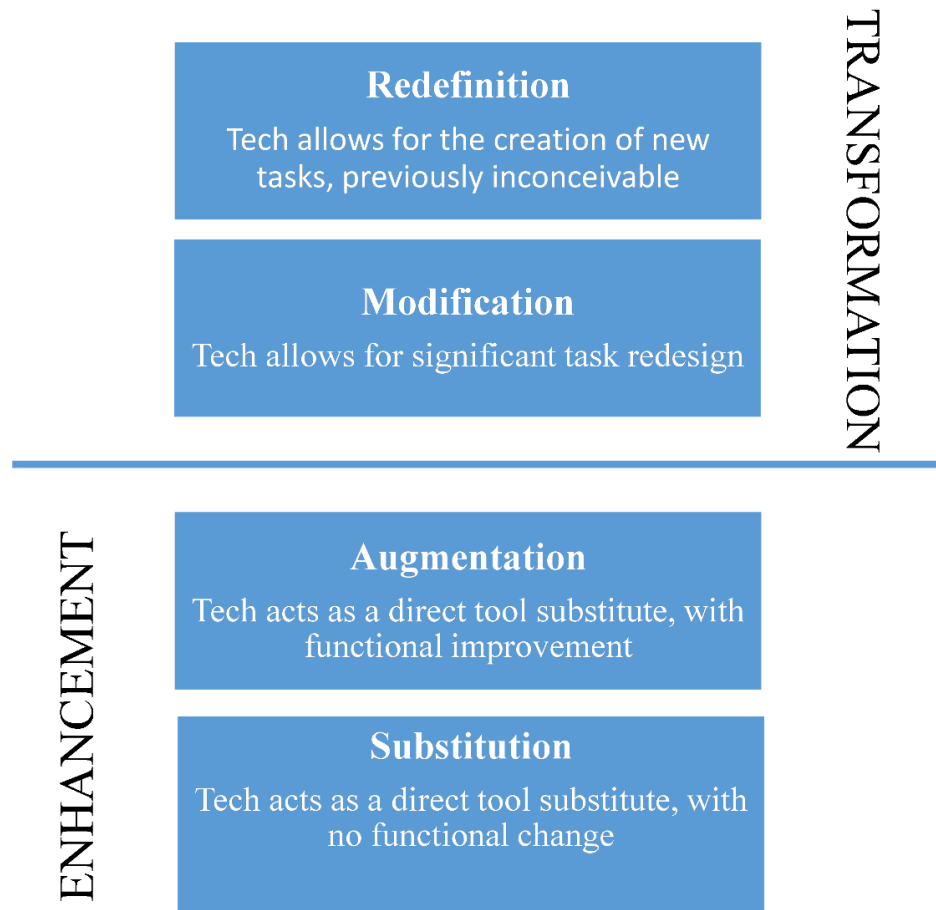 TRANSFORMATION
Redefinition
Tech allows for the creation of new
tasks, previously inconceivable
Modification
Tech allows for significant task redesign
ENHANCEMENT
Augmentation
Tech acts as a direct tool substitute, with
functional improvement
Substitution
Tech acts as a direct tool substitute, with
no functional change